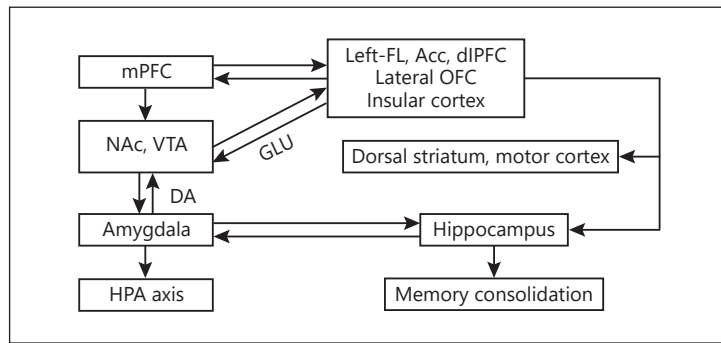 mPFC
Left-FL, Acc, dlPFC
Lateral OFC
Insular cortex
NAc, VTA
GLU
Dorsal striatum, motor cortex
DA
Amygdala
Hippocampus
HPA axis
Memory consolidation